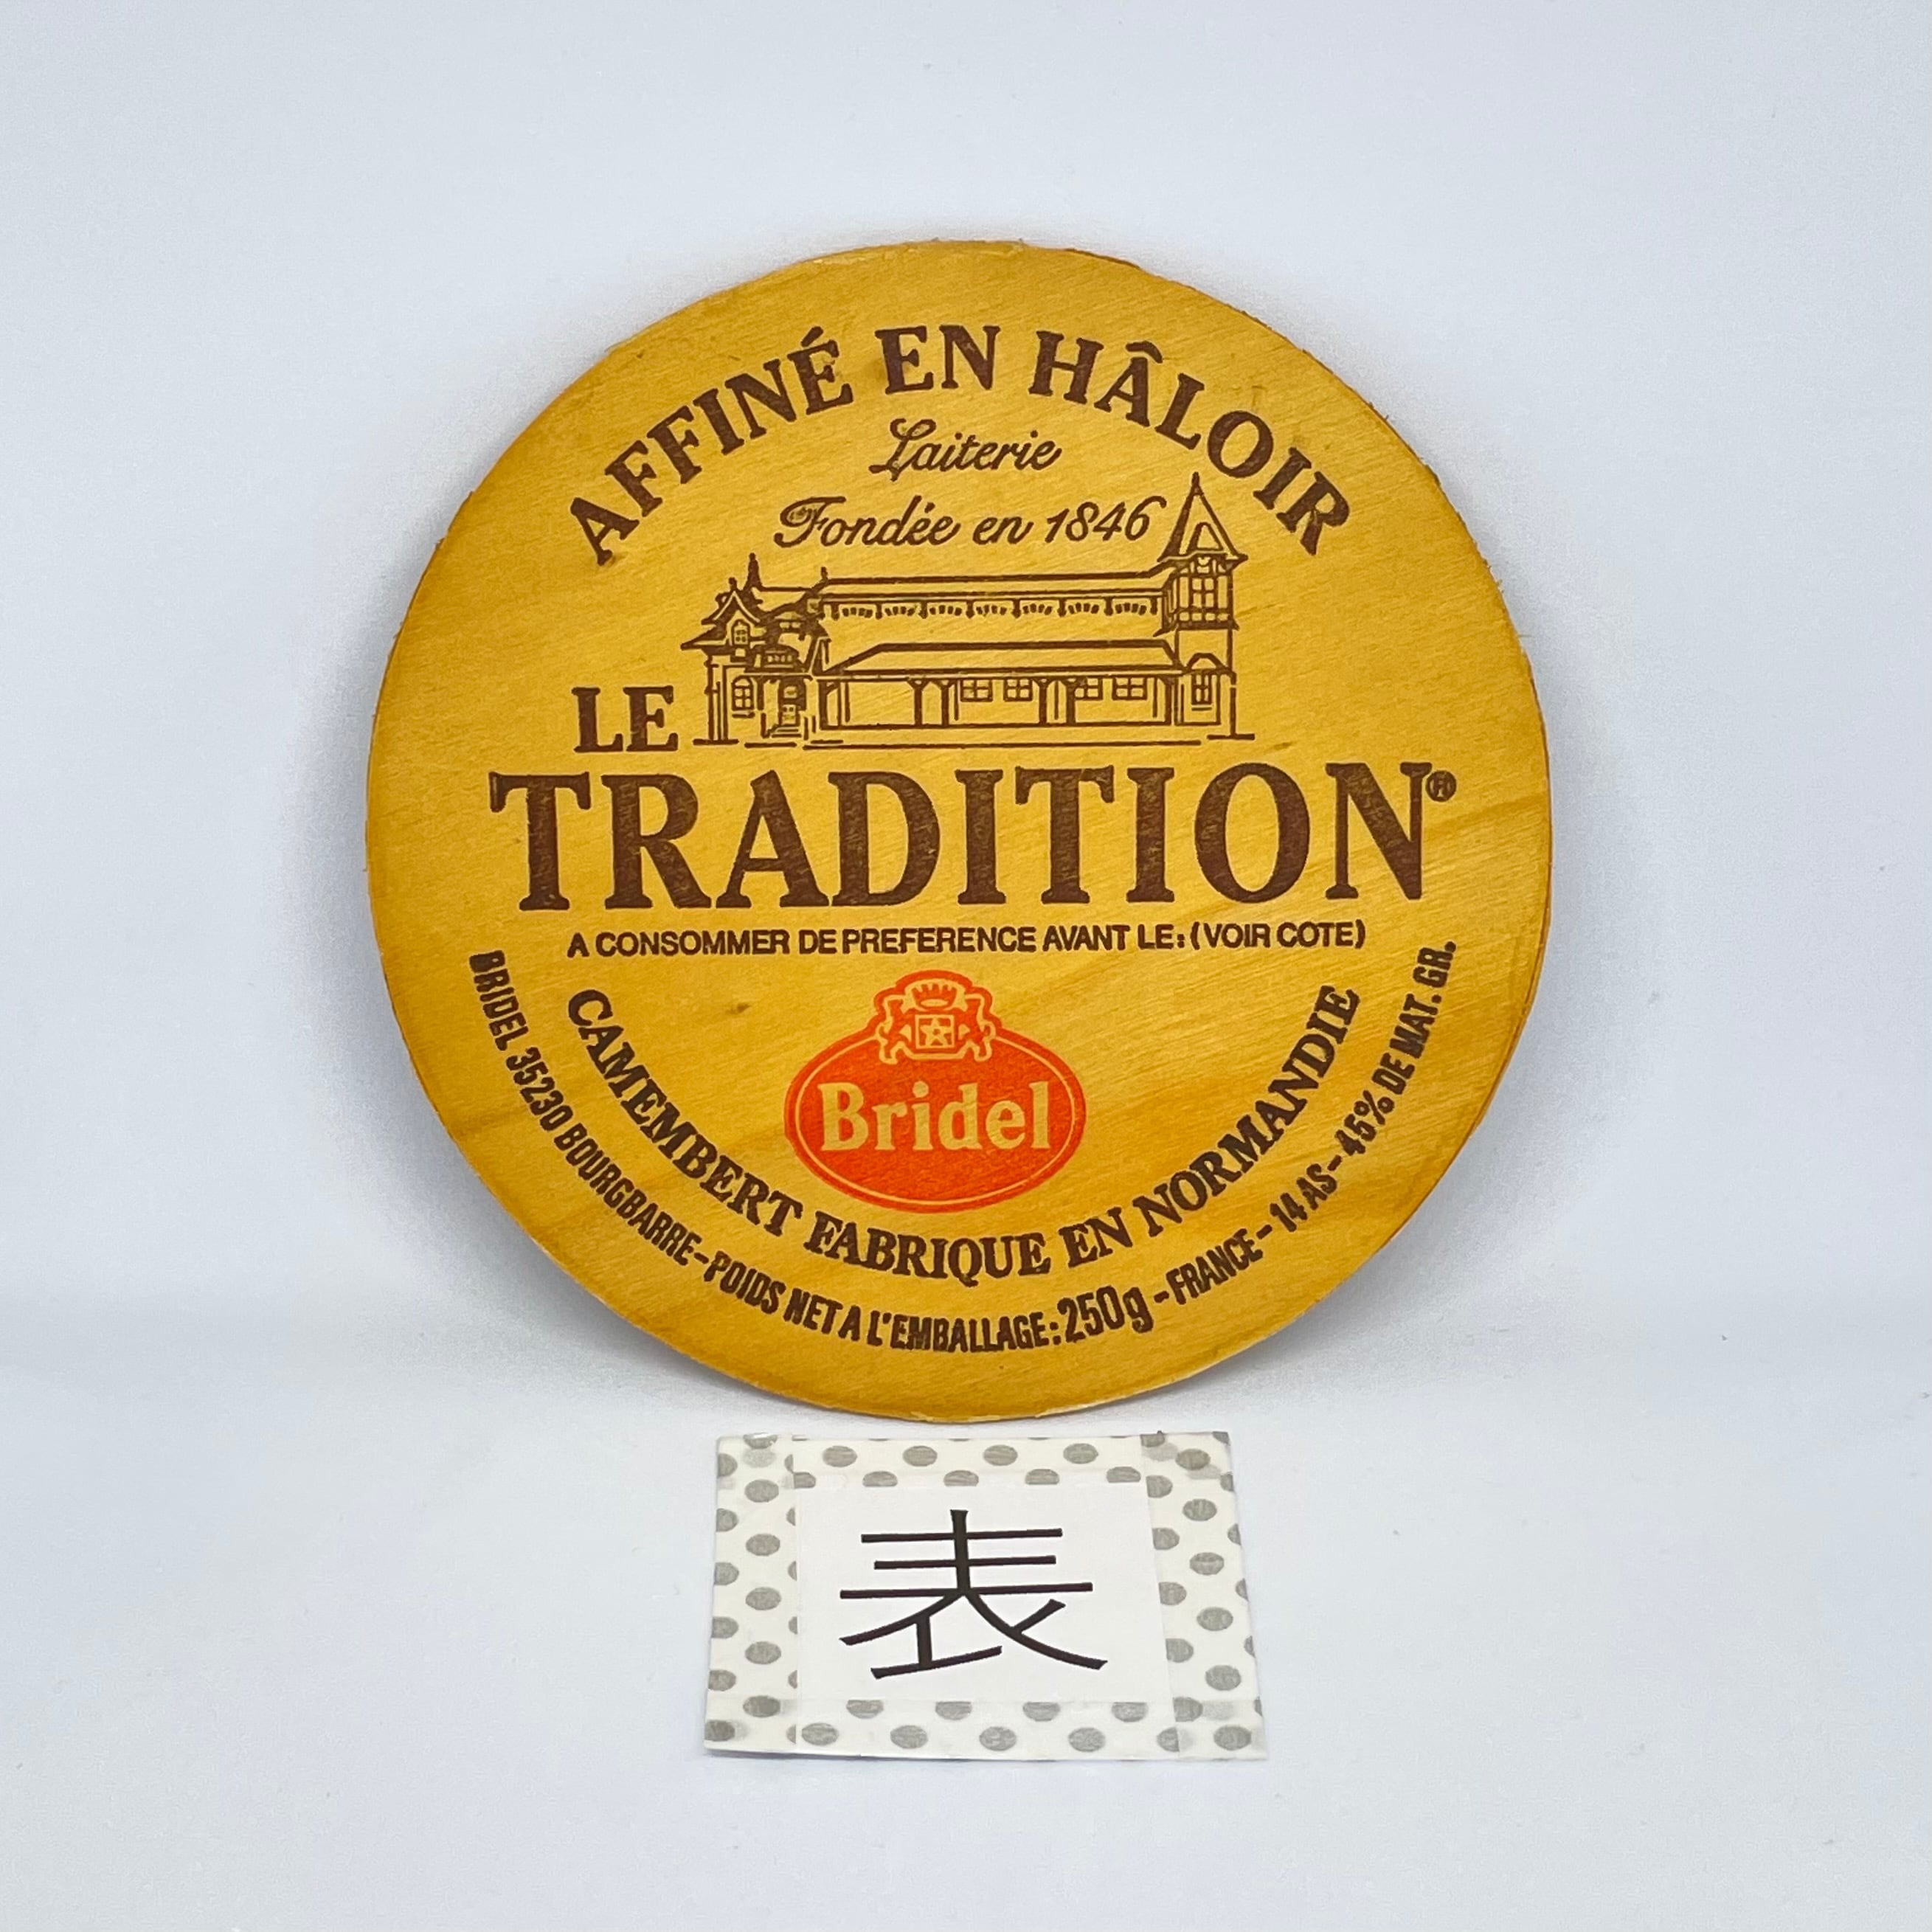 AFFINÉ EN HÂLOIR
Laiterie
Fondée en 1846
LE
TRADITION®
A CONSOMMER DE PREFERENCE AVANT LE: (VOIR COTE)
Bridel
CAMEMBERT FABRIQUE EN NORMANDIE
BRIDEL 35230 BOURGBARRE - POIDS NET A L'EMBALLAGE: 250g - FRANCE - 14 AS - 45% DE MAT. GR.
表